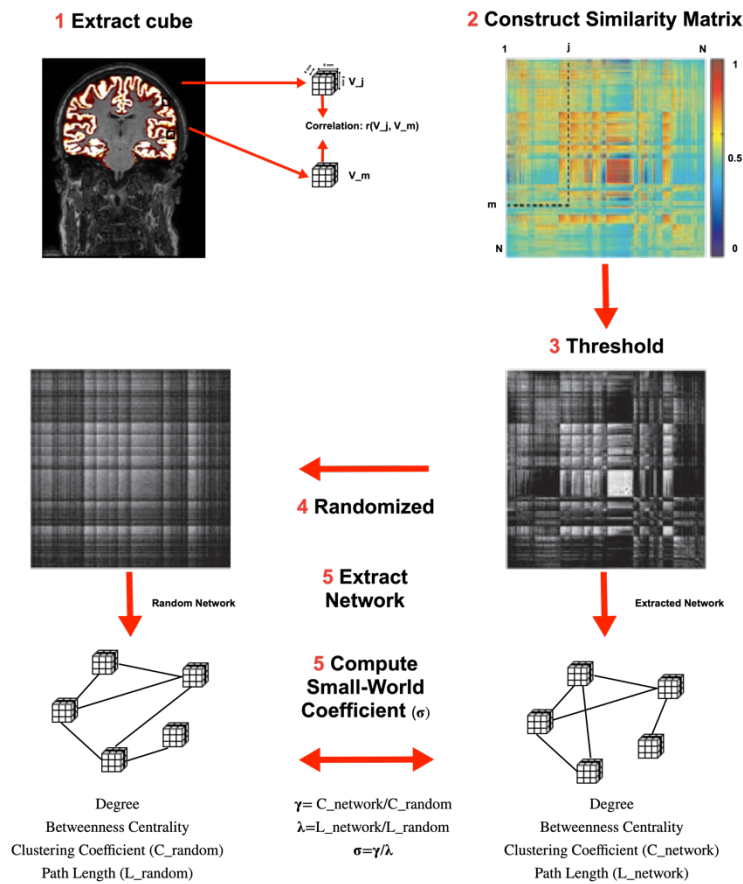 1 Extract cube
2 Construct Similarity Matrix
V_j
Correlation: r(V_j, V_m)
V_m
1
j
N
m
N
1
0.5
0
3 Threshold
4 Randomized
5 Extract
Network
Random Network
Extracted Network
5 Compute
Small-World
Coefficient (σ)
Degree
Betweenness Centrality
Clustering Coefficient (C_random)
Path Length (L_random)
γ= C_network/C_random
λ=L_network/L_random
σ=γ/λ
Degree
Betweenness Centrality
Clustering Coefficient (C_network)
Path Length (L_network)